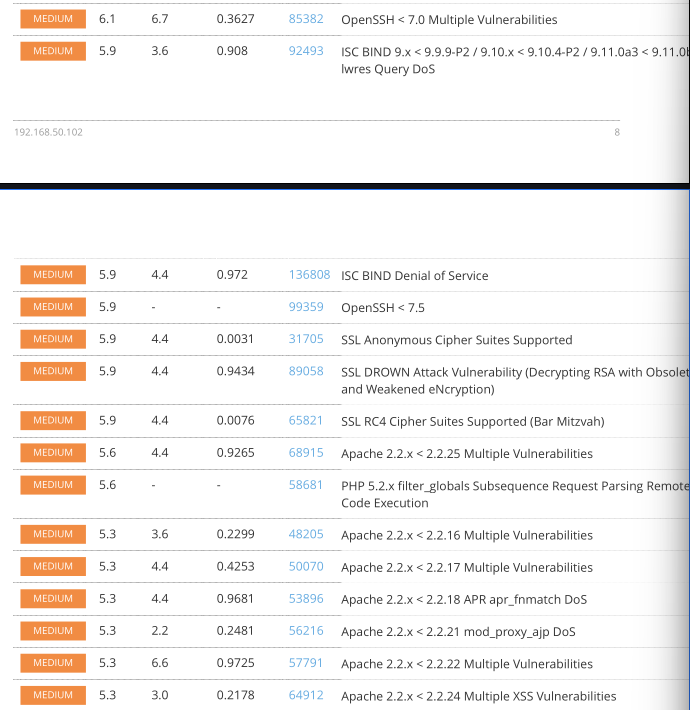 MEDIUM 6.1 6.7 0.3627 85382 OpenSSH < 7.0 Multiple Vulnerabilities
MEDIUM 5.9 3.6 0.908 92493 ISC BIND 9.x < 9.9.9-P2 / 9.10.x < 9.10.4-P2 / 9.11.0a3 < 9.11.0b
lwres Query DoS
192.168.50.102 8
MEDIUM 5.9 4.4 0.972 136808 ISC BIND Denial of Service
MEDIUM 5.9 - - 99359 OpenSSH < 7.5
MEDIUM 5.9 4.4 0.0031 31705 SSL Anonymous Cipher Suites Supported
MEDIUM 5.9 4.4 0.9434 89058 SSL DROWN Attack Vulnerability (Decrypting RSA with Obsolet
and Weakened eNcryption)
MEDIUM 5.9 4.4 0.0076 65821 SSL RC4 Cipher Suites Supported (Bar Mitzvah)
MEDIUM 5.6 4.4 0.9265 68915 Apache 2.2.x < 2.2.25 Multiple Vulnerabilities
MEDIUM 5.6 - - 58681 PHP 5.2.x filter_globals Subsequence Request Parsing Remote
Code Execution
MEDIUM 5.3 3.6 0.2299 48205 Apache 2.2.x < 2.2.16 Multiple Vulnerabilities
MEDIUM 5.3 4.4 0.4253 50070 Apache 2.2.x < 2.2.17 Multiple Vulnerabilities
MEDIUM 5.3 4.4 0.9681 53896 Apache 2.2.x < 2.2.18 APR apr_fnmatch DoS
MEDIUM 5.3 2.2 0.2481 56216 Apache 2.2.x < 2.2.21 mod_proxy_ajp DoS
MEDIUM 5.3 6.6 0.9725 57791 Apache 2.2.x < 2.2.22 Multiple Vulnerabilities
MEDIUM 5.3 3.0 0.2178 64912 Apache 2.2.x < 2.2.24 Multiple XSS Vulnerabilities